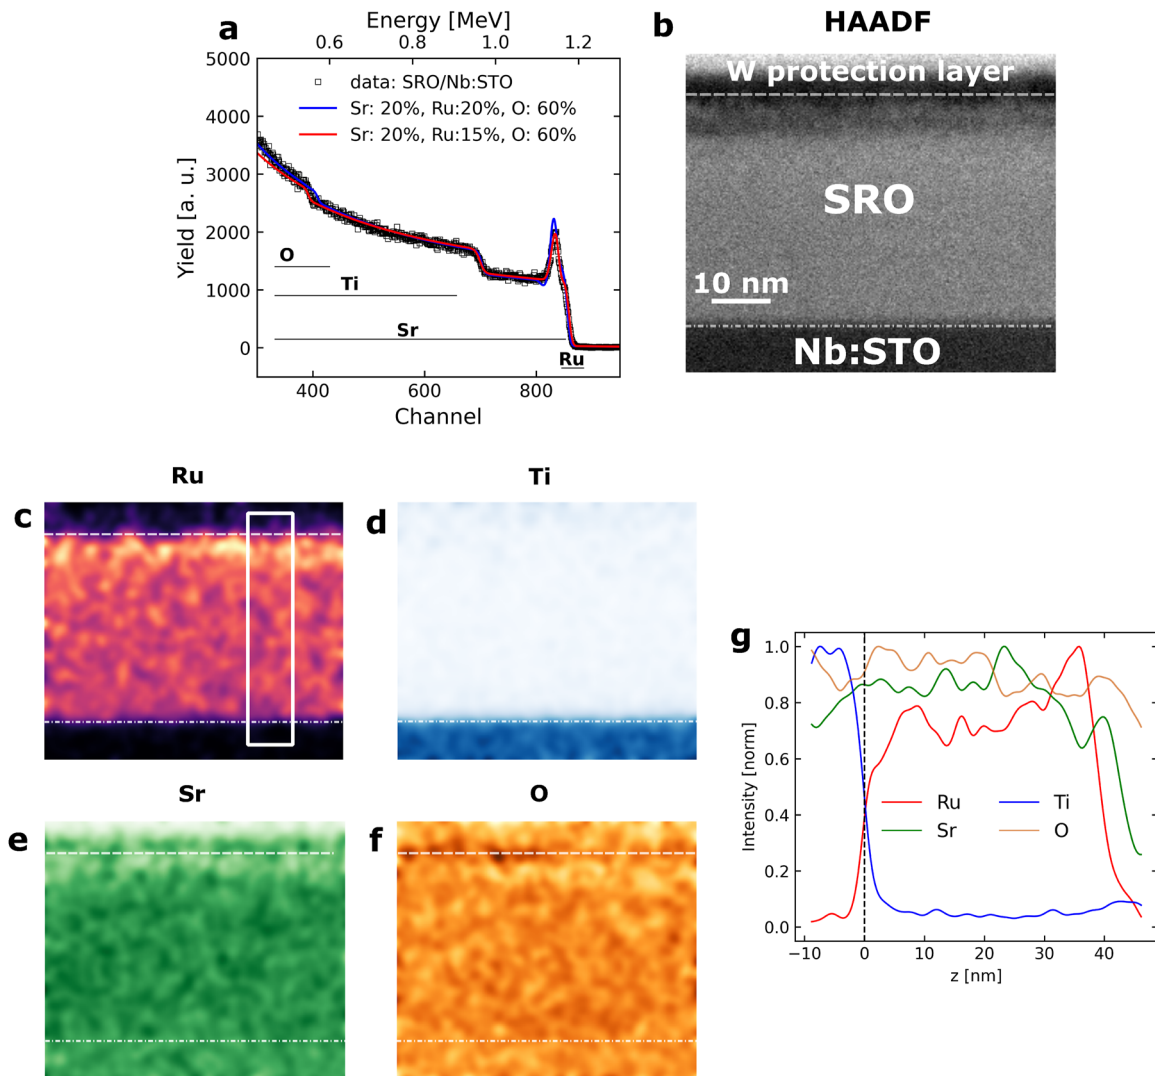 a
Energy [MeV]
0.6 0.8 1.0 1.2
5000
4000
3000
2000
1000
0
Yield [a. u.]
data: SRO/Nb:STO
Sr: 20%, Ru:20%, O: 60%
Sr: 20%, Ru:15%, O: 60%
O
Ti
Sr
Ru
400 600 800
Channel
b
HAADF
W protection layer
SRO
10 nm
Nb:STO
c
Ru
d
Ti
e
Sr
f
O
g
1.0
0.8
0.6
0.4
0.2
0.0
Intensity [norm]
Ru Ti
Sr O
−10 0 10 20 30 40
z [nm]